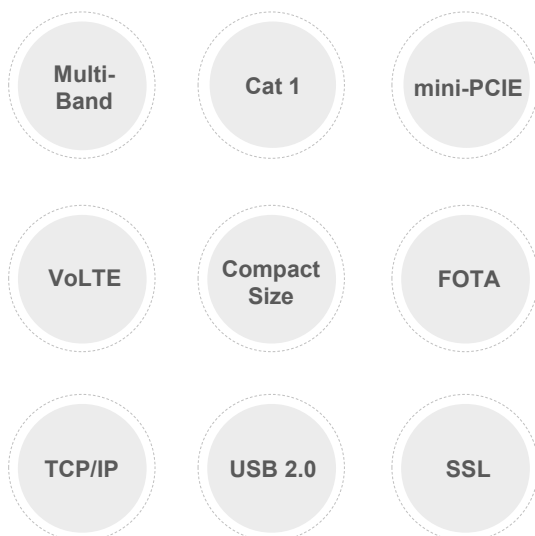 Multi-
Band
Cat 1
mini-PCIE
VoLTE
Compact
Size
FOTA
TCP/IP
USB 2.0
SSL